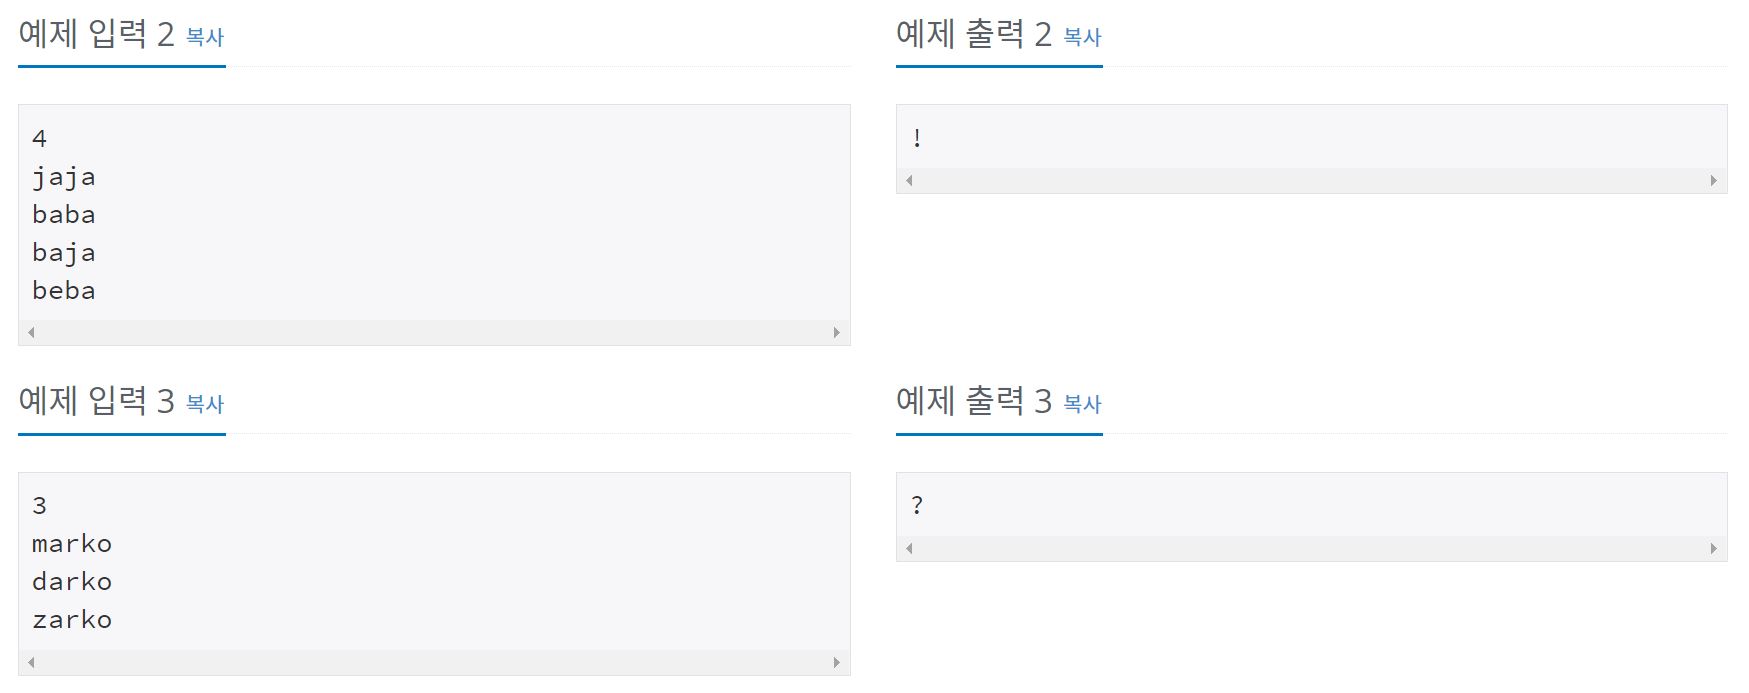 예제 입력 2 복사
4
jaja
baba
baja
beba
예제 출력 2 복사
!
예제 입력 3 복사
3
marko
darko
zarko
예제 출력 3 복사
?